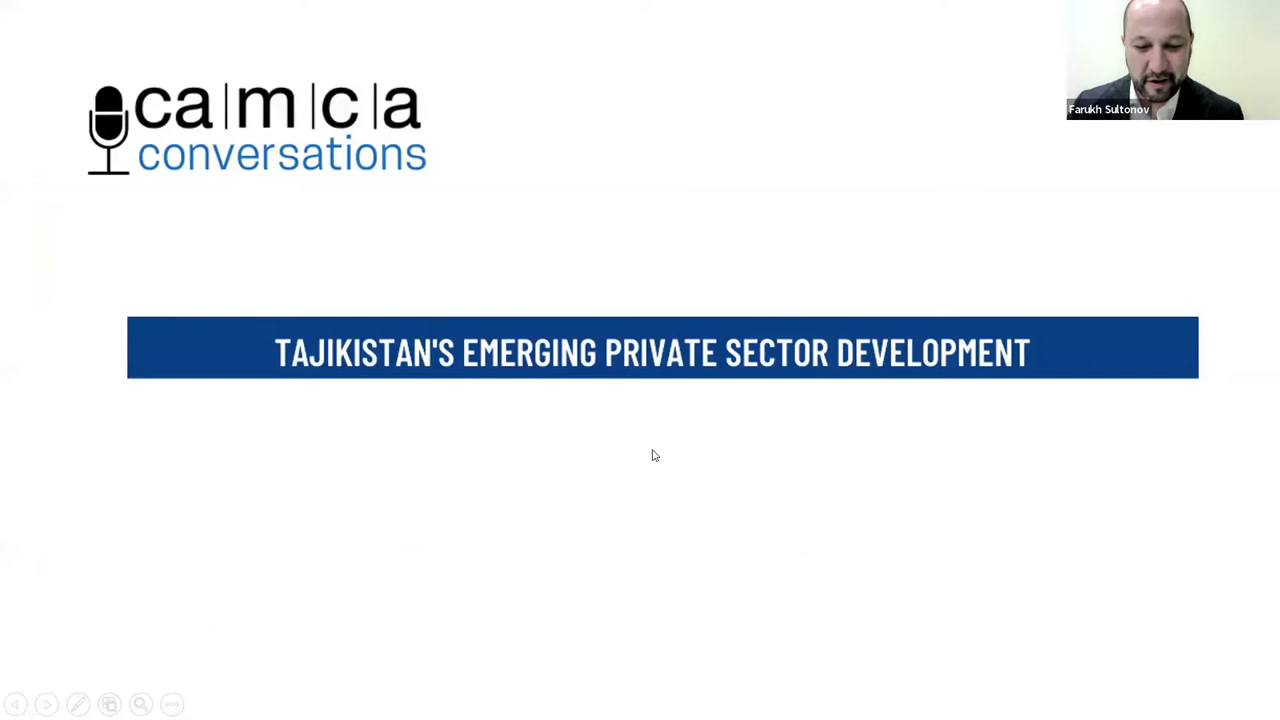 ca|m|c|a
conversations
Farukh Sultonov
TAJIKISTAN'S EMERGING PRIVATE SECTOR DEVELOPMENT